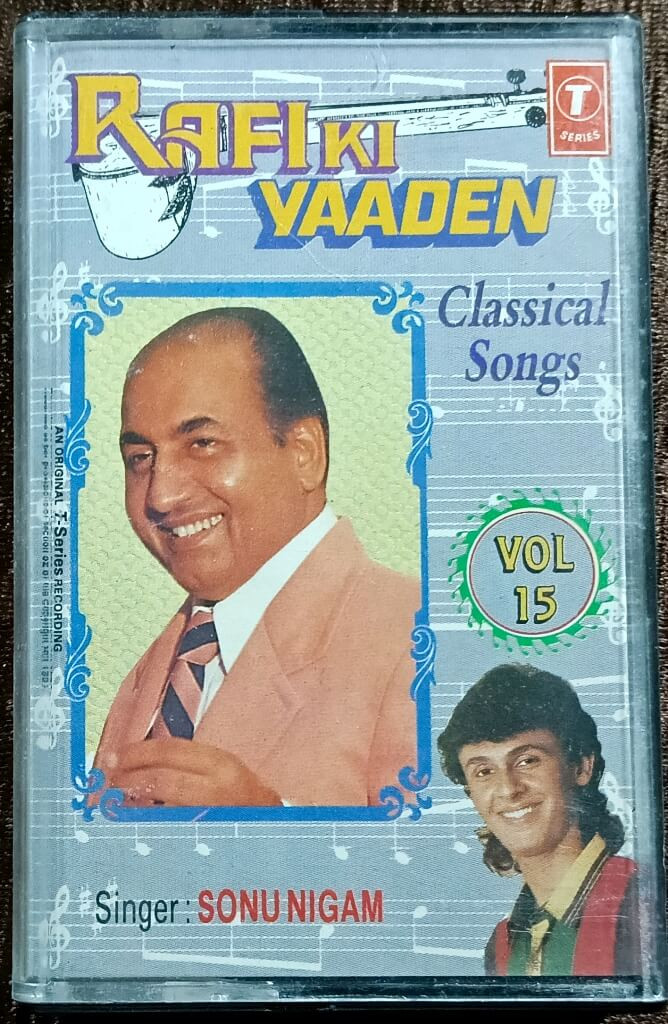 RAFI KI
YAADEN
T
SERIES
Classical
Songs
VOL
15
AN ORIGINAL T-Series RECORDING
Singer: SONU NIGAM